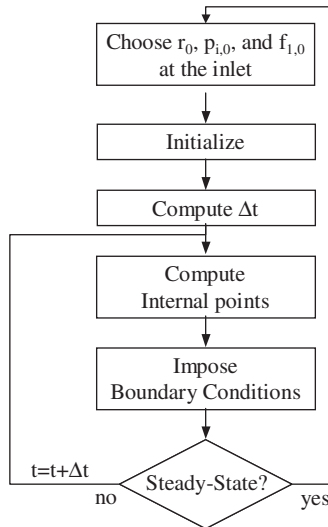 Choose r₀, pᵢ,₀, and f₁,₀
at the inlet
Initialize
Compute Δt
Compute
Internal points
Impose
Boundary Conditions
Steady-State?
t=t+Δt
no
yes